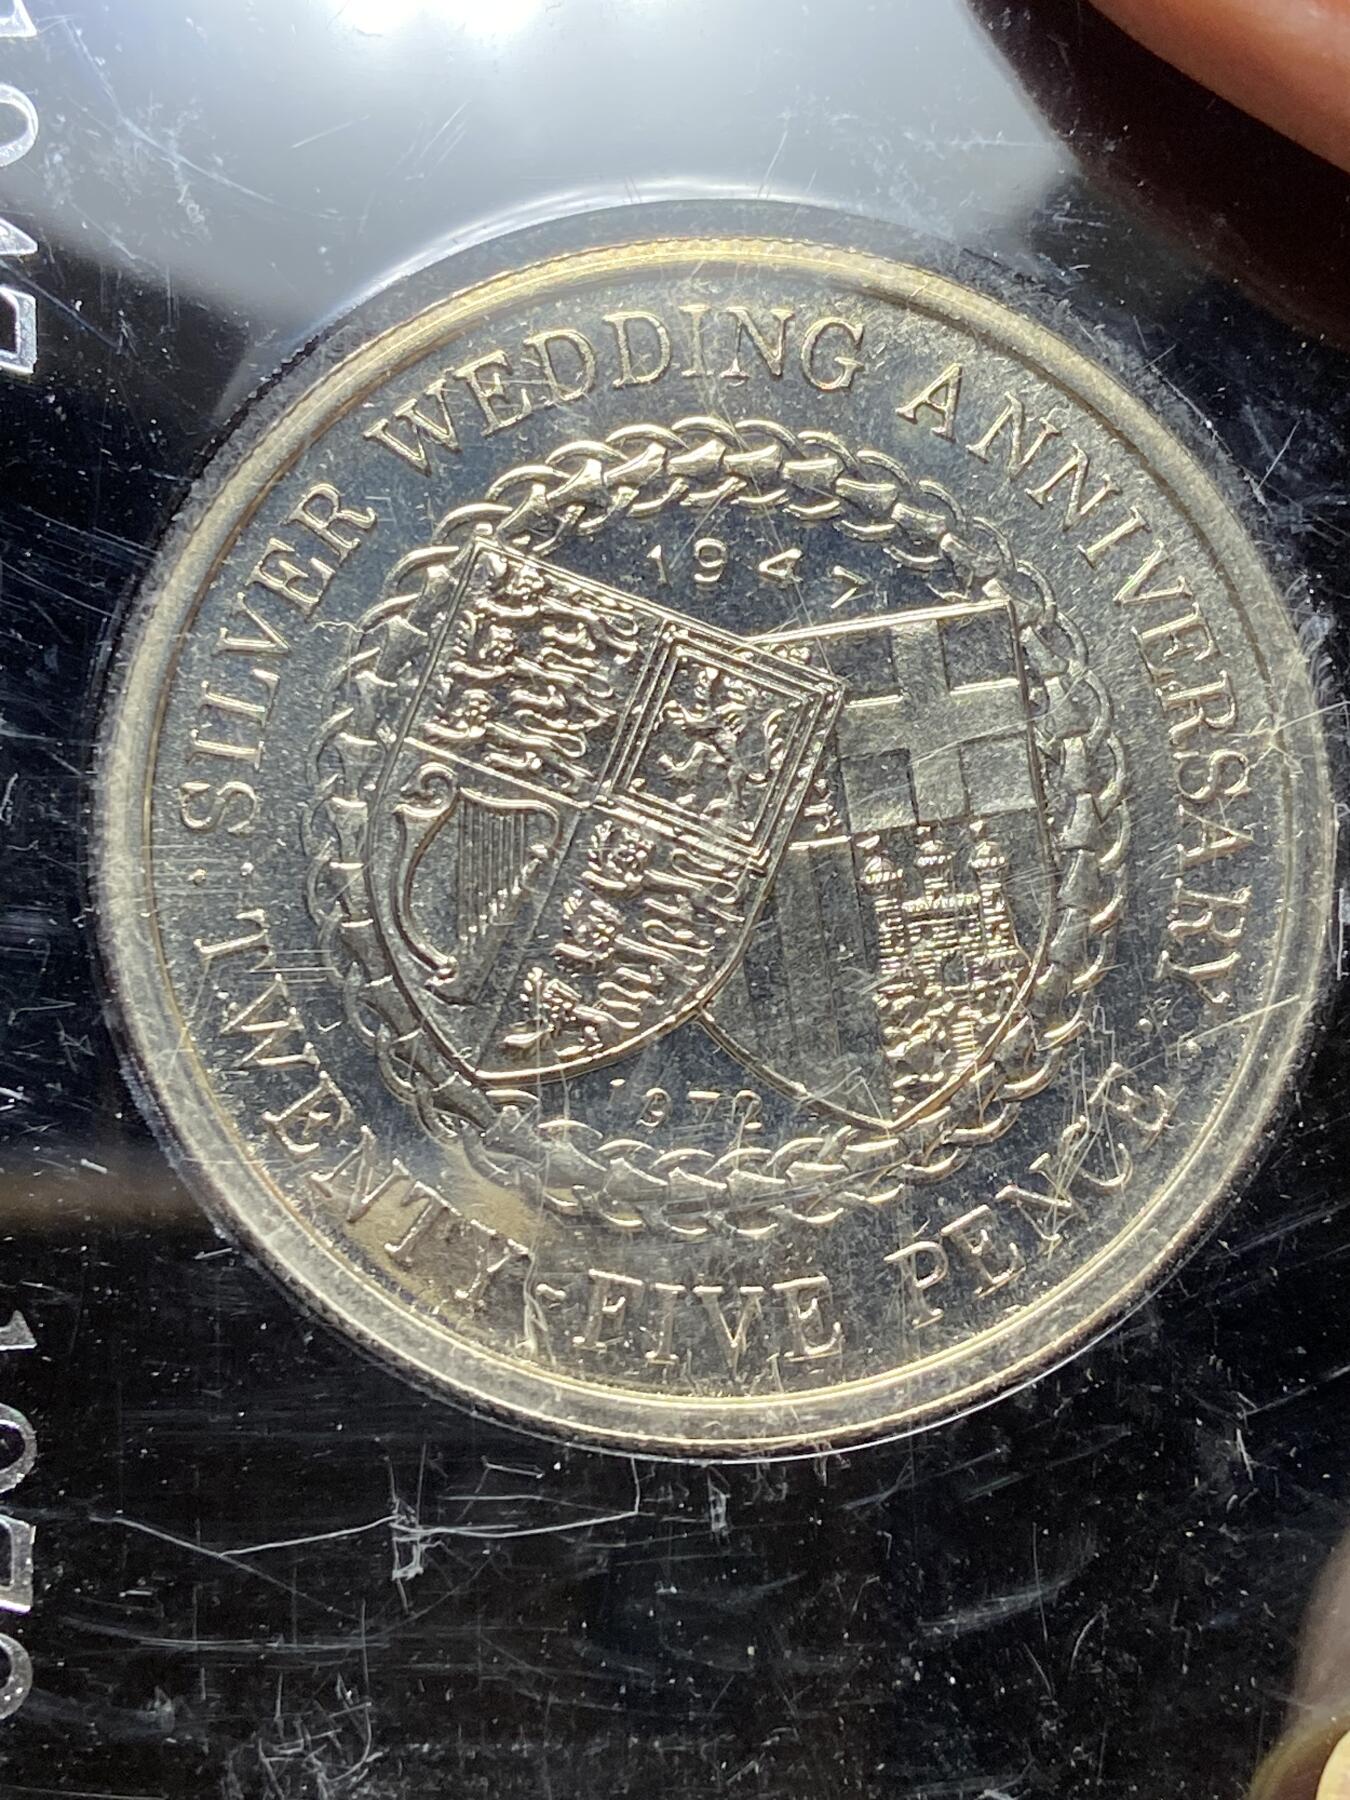 · SILVER WEDDING ANNIVERSARY
1947
1972
TWENTY-FIVE PENCE